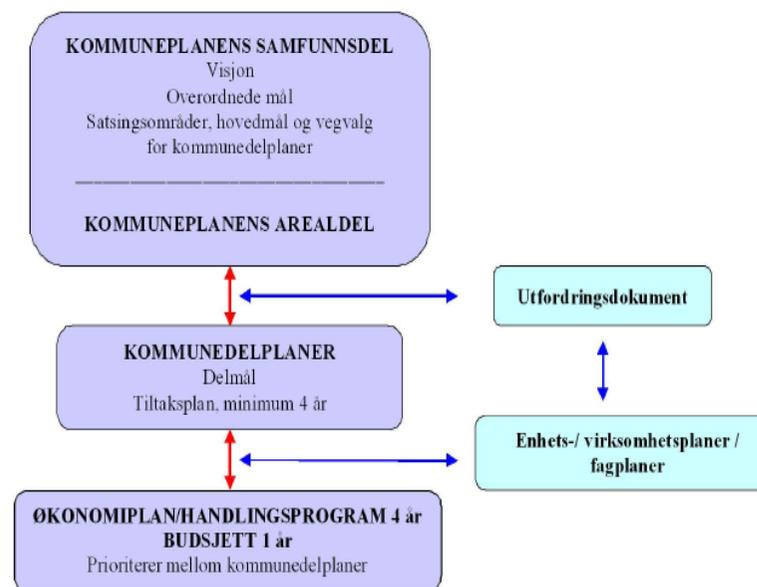 KOMMUNEPLANENS SAMFUNNSDEL
Visjon
Overordnede mål
Satsingsområder, hovedmål og vegvalg
for kommunedelplaner
KOMMUNEPLANENS AREALDEL
Utfordringsdokument
KOMMUNEDELPLANER
Delmål
Tiltaksplan, minimum 4 år
Enhets-/ virksomhetsplaner /
fagplaner
ØKONOMIPLAN/HANDLINGSPROGRAM 4 år
BUDSJETT 1 år
Prioriterer mellom kommunedelplaner